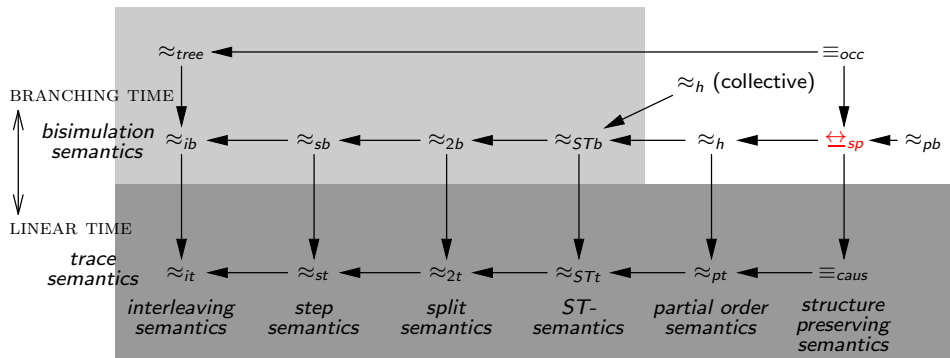 ≈tree ≡occ
≈h (collective)
BRANCHING TIME
bisimulation
semantics
≈ib ≈sb ≈2b ≈STb ≈h ↔sp ≈pb
LINEAR TIME
trace
semantics
≈it ≈st ≈2t ≈STt ≈pt ≡caus
interleaving
semantics
step
semantics
split
semantics
ST-
semantics
partial order
semantics
structure
preserving
semantics